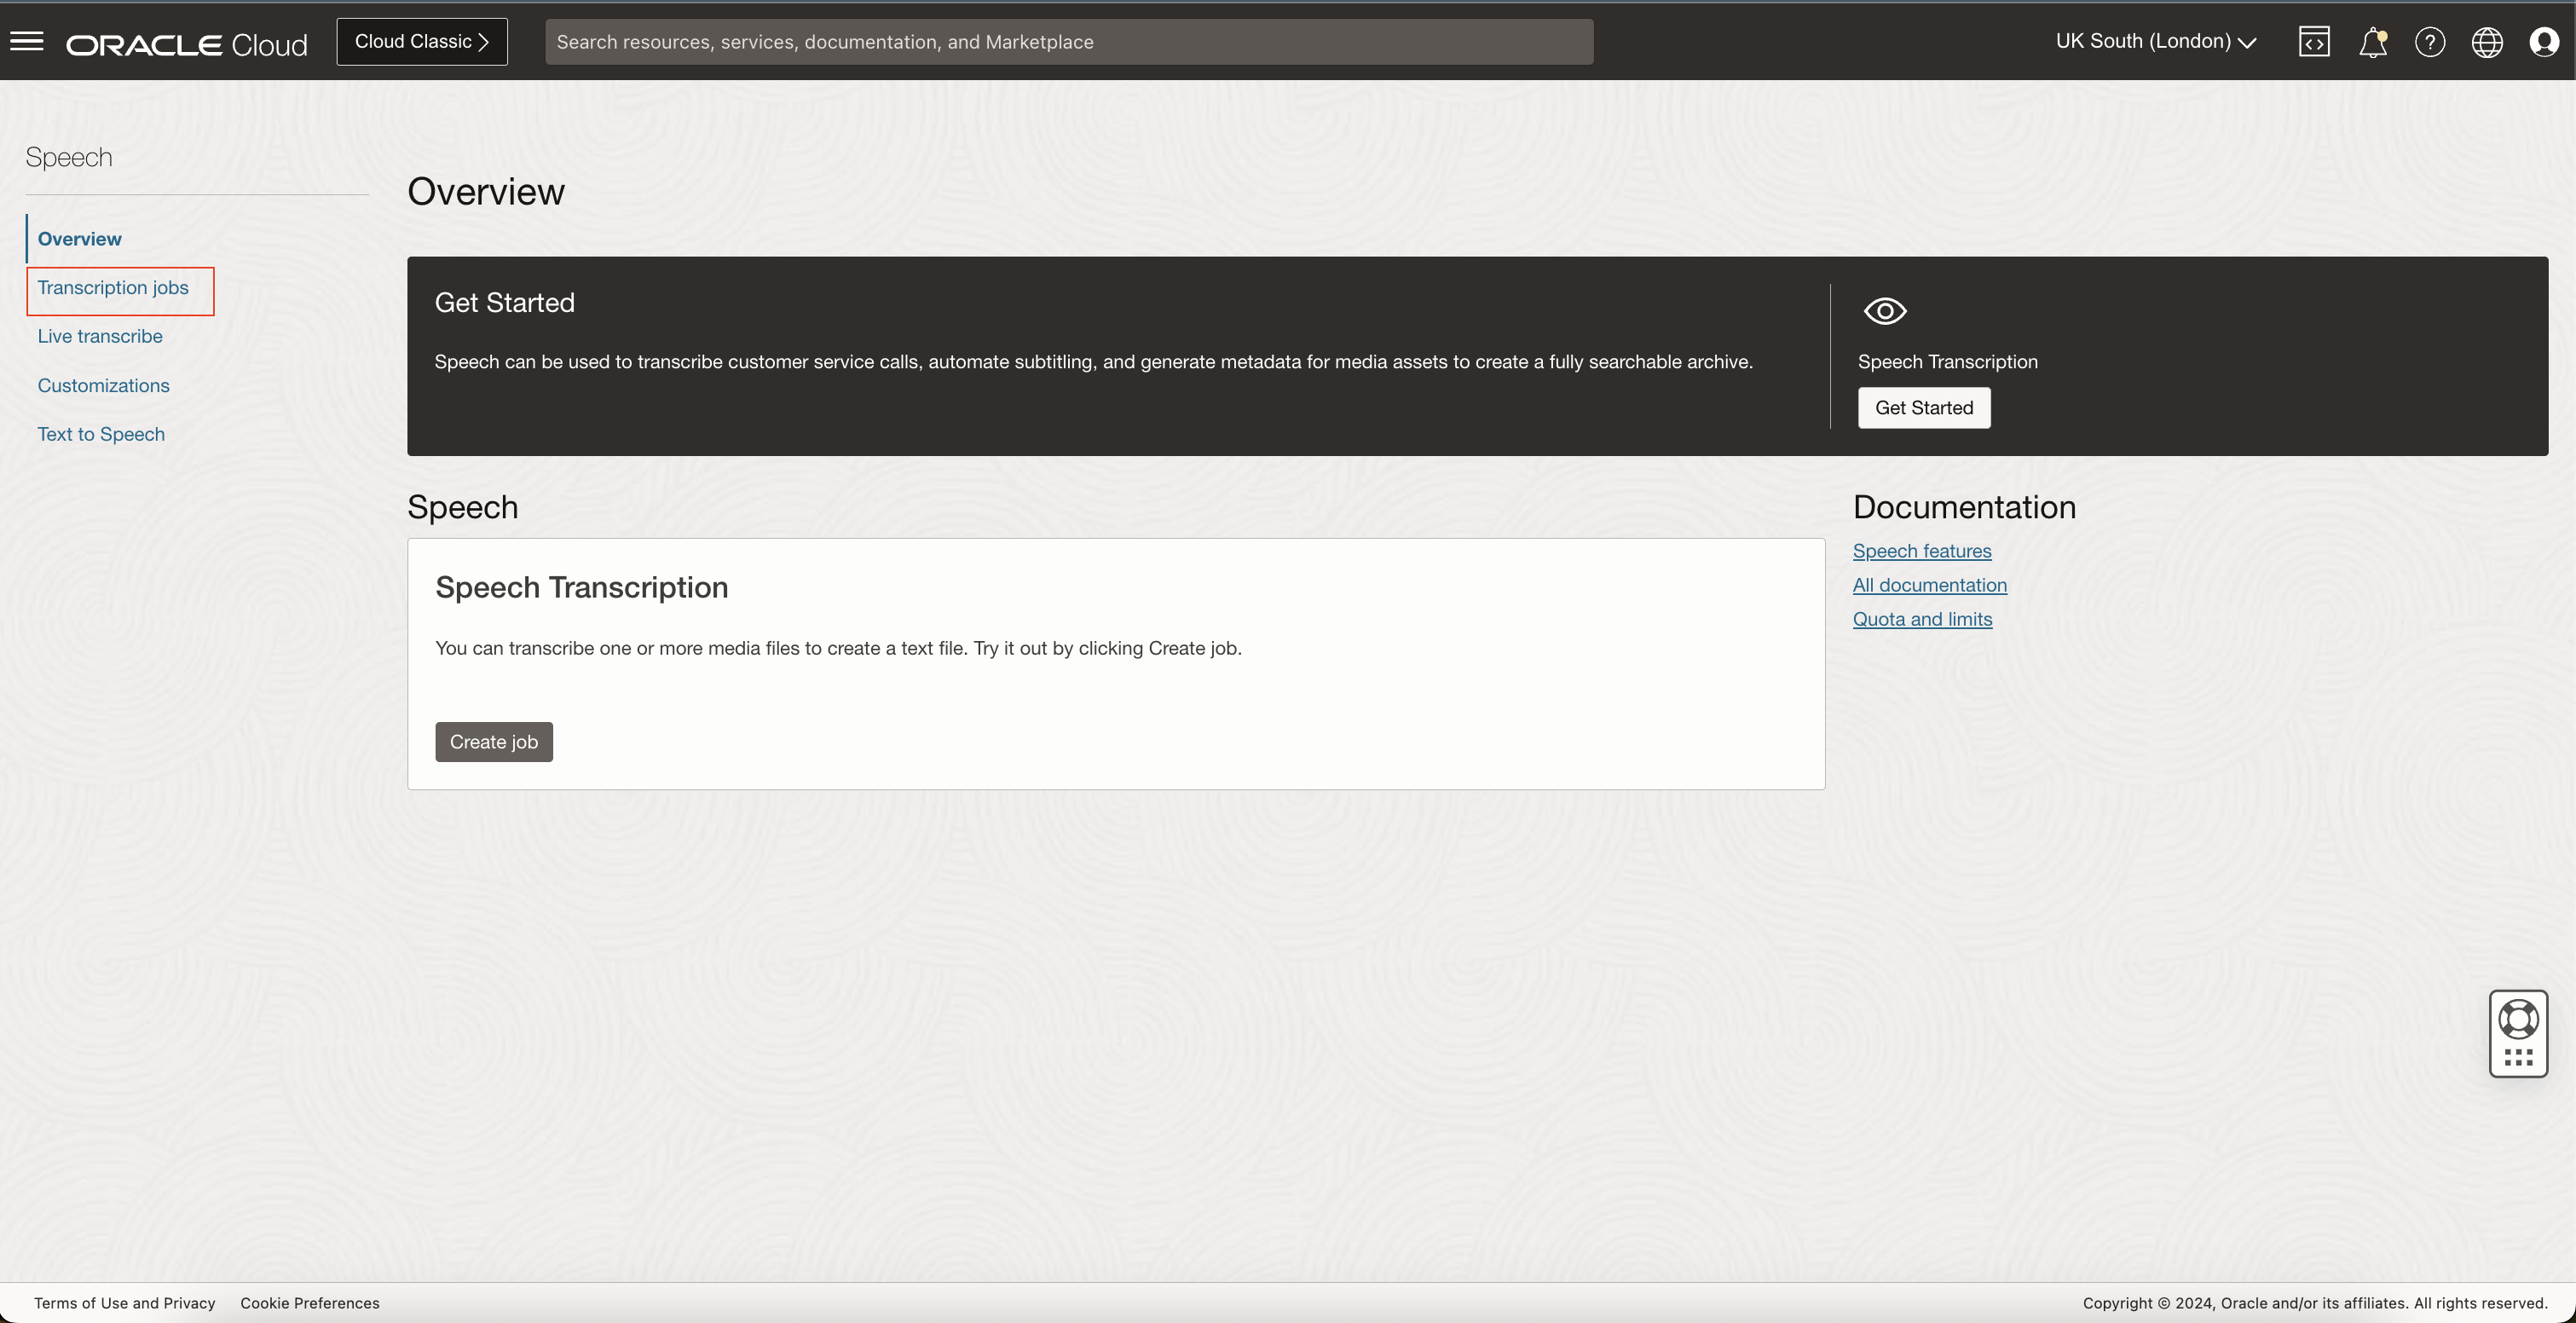 ORACLE Cloud
Cloud Classic
Search resources, services, documentation, and Marketplace
UK South (London)
Speech
Overview
Transcription jobs
Live transcribe
Customizations
Text to Speech
Overview
Get Started
Speech can be used to transcribe customer service calls, automate subtitling, and generate metadata for media assets to create a fully searchable archive.
Speech Transcription
Get Started
Speech
Speech Transcription
You can transcribe one or more media files to create a text file. Try it out by clicking Create job.
Create job
Documentation
Speech features
All documentation
Quota and limits
Terms of Use and Privacy
Cookie Preferences
Copyright © 2024, Oracle and/or its affiliates. All rights reserved.